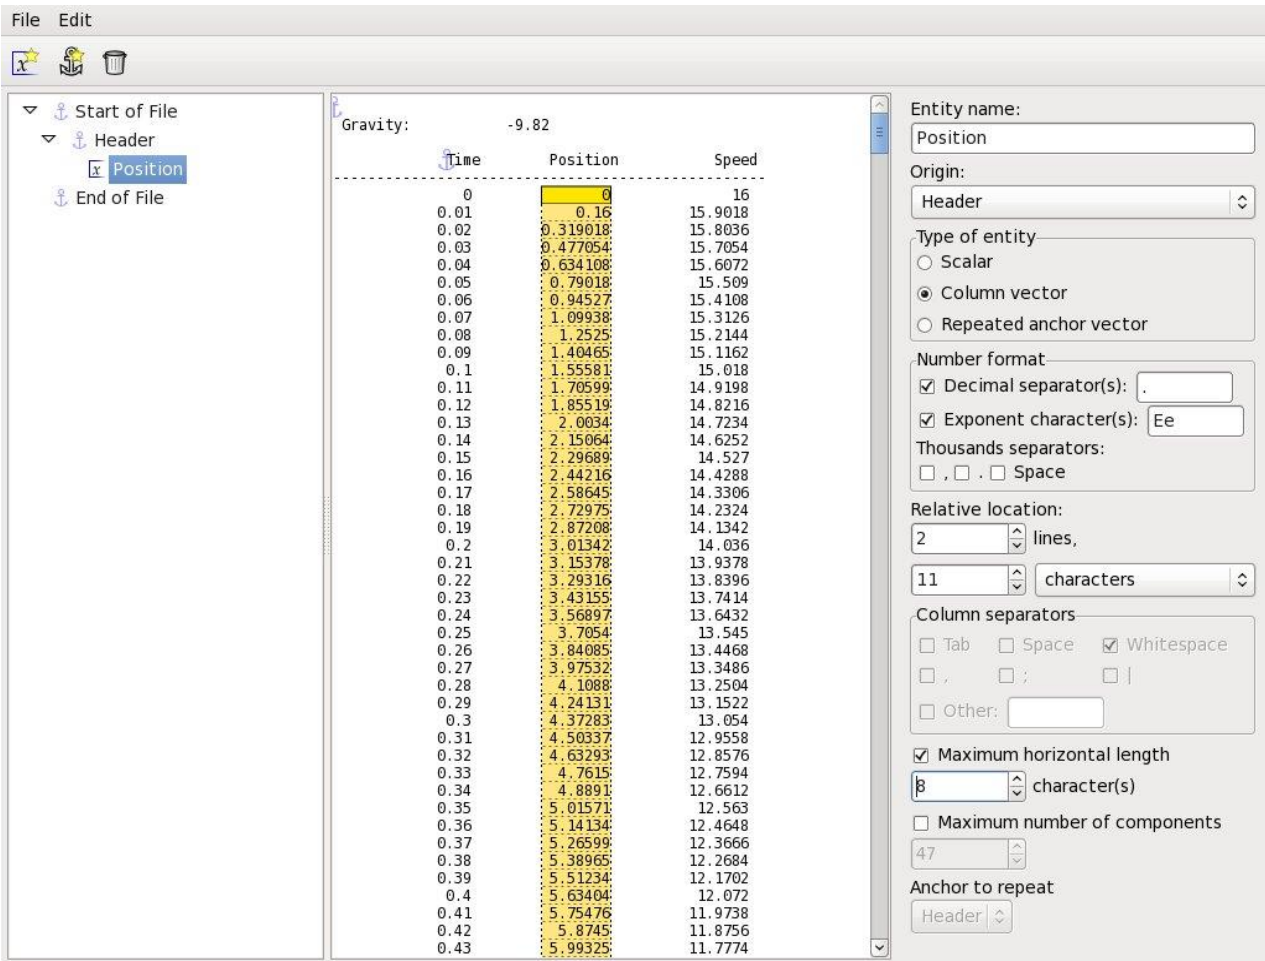 File Edit
Start of File
Header
x Position
End of File
Gravity: -9.82
Time Position Speed
0 0 16
0.01 0.16 15.9018
0.02 0.319018 15.8036
0.03 0.477054 15.7054
0.04 0.634108 15.6072
0.05 0.79018 15.509
0.06 0.94527 15.4108
0.07 1.09938 15.3126
0.08 1.2525 15.2144
0.09 1.40465 15.1162
0.1 1.55581 15.018
0.11 1.70599 14.9198
0.12 1.85519 14.8216
0.13 2.0034 14.7234
0.14 2.15064 14.6252
0.15 2.29689 14.527
0.16 2.44216 14.4288
0.17 2.58645 14.3306
0.18 2.72975 14.2324
0.19 2.87208 14.1342
0.2 3.01342 14.036
0.21 3.15378 13.9378
0.22 3.29316 13.8396
0.23 3.43155 13.7414
0.24 3.56897 13.6432
0.25 3.7054 13.545
0.26 3.84085 13.4468
0.27 3.97532 13.3486
0.28 4.1088 13.2504
0.29 4.24131 13.1522
0.3 4.37283 13.054
0.31 4.50337 12.9558
0.32 4.63293 12.8576
0.33 4.7615 12.7594
0.34 4.8891 12.6612
0.35 5.01571 12.563
0.36 5.14134 12.4648
0.37 5.26599 12.3666
0.38 5.38965 12.2684
0.39 5.51234 12.1702
0.4 5.63404 12.072
0.41 5.75476 11.9738
0.42 5.8745 11.8756
0.43 5.99325 11.7774
Entity name:
Position
Origin:
Header
Type of entity
Scalar
Column vector
Repeated anchor vector
Number format
Decimal separator(s): .
Exponent character(s): Ee
Thousands separators:
, . Space
Relative location:
2 lines,
11 characters
Column separators
Tab Space Whitespace
, ; |
Other:
Maximum horizontal length
8 character(s)
Maximum number of components
47
Anchor to repeat
Header